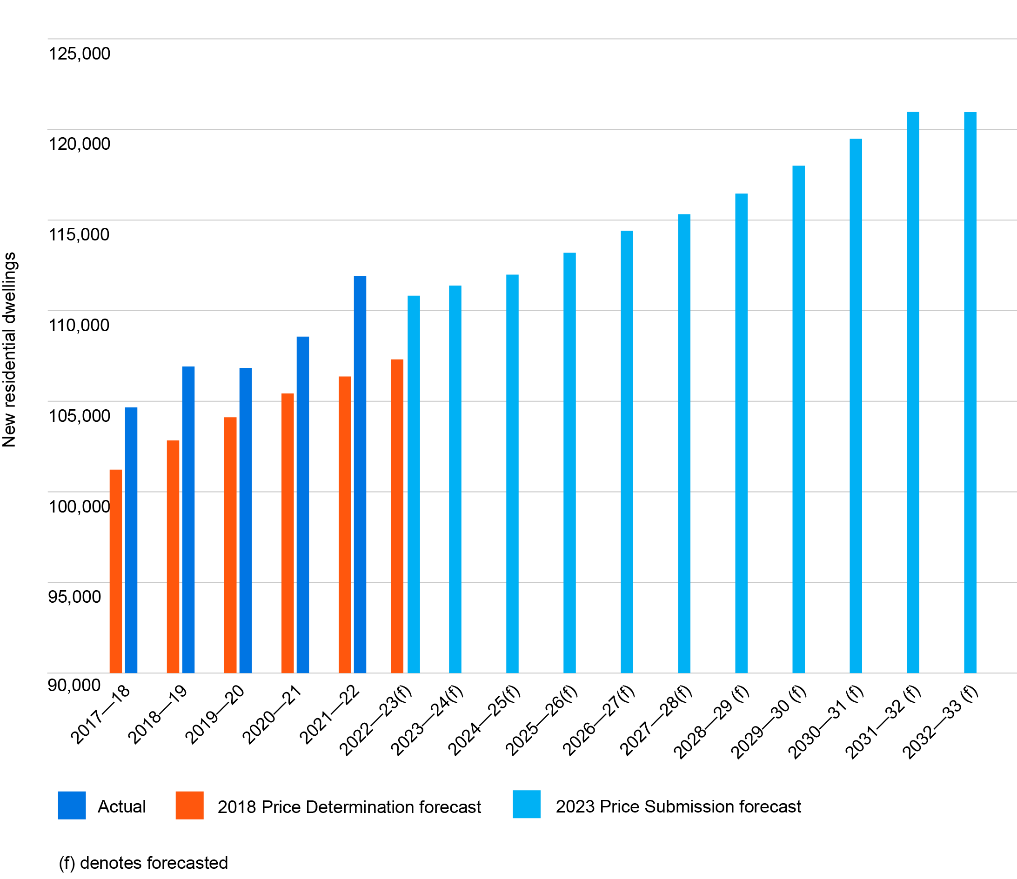 125,000
120,000
115,000
110,000
105,000
100,000
95,000
90,000
New residential dwellings
2017—18
2018—19
2019—20
2020—21
2021—22
2022—23(f)
2023—24(f)
2024—25(f)
2025—26(f)
2026—27(f)
2027—28(f)
2028—29 (f)
2029—30 (f)
2030—31 (f)
2031—32 (f)
2032—33 (f)
Actual
2018 Price Determination forecast
2023 Price Submission forecast
(f) denotes forecasted